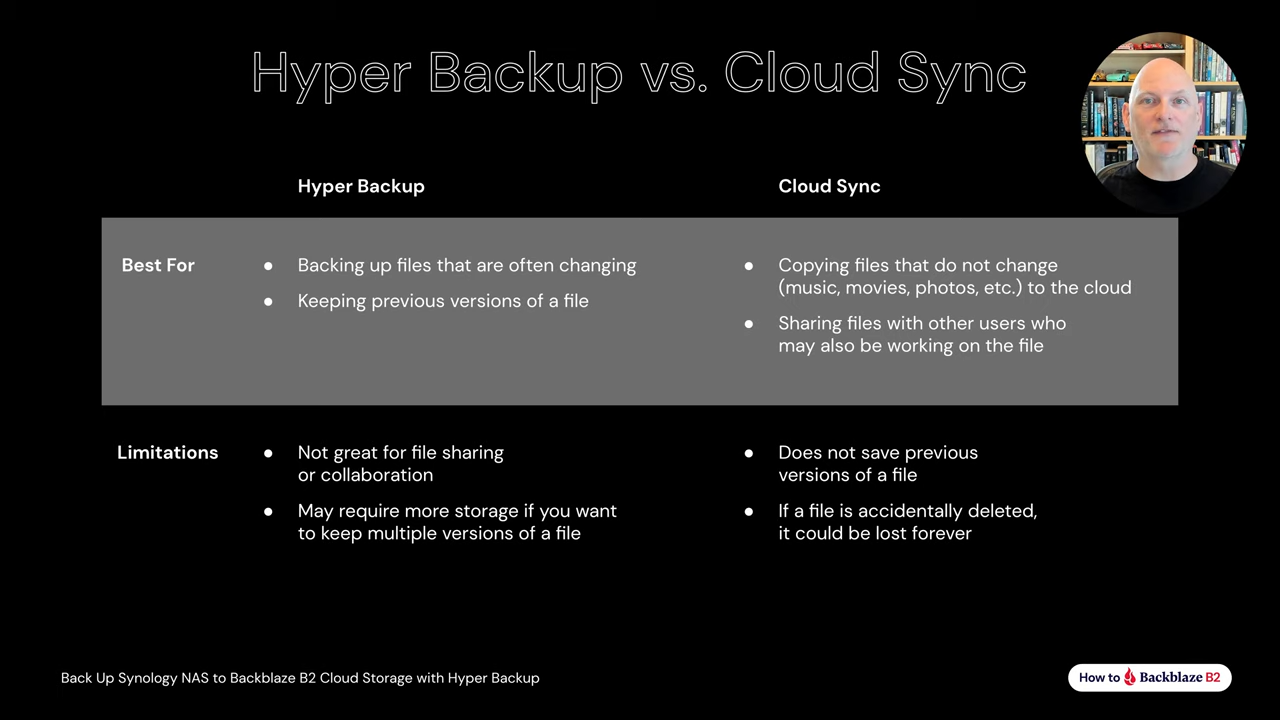 Hyper Backup vs. Cloud Sync
Hyper Backup
Cloud Sync
Best For
● Backing up files that are often changing
● Keeping previous versions of a file
● Copying files that do not change
(music, movies, photos, etc.) to the cloud
● Sharing files with other users who
may also be working on the file
Limitations
● Not great for file sharing
or collaboration
● May require more storage if you want
to keep multiple versions of a file
● Does not save previous
versions of a file
● If a file is accidentally deleted,
it could be lost forever
Back Up Synology NAS to Backblaze B2 Cloud Storage with Hyper Backup
How to Backblaze B2